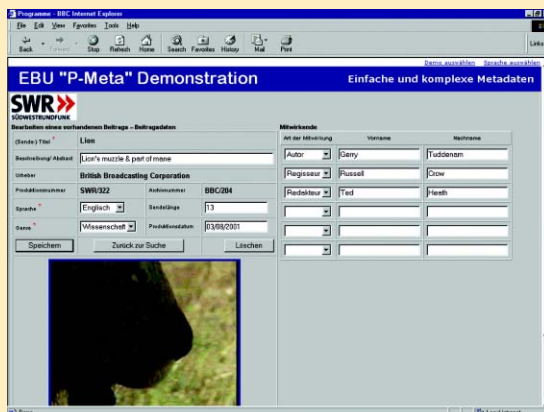 Programme - BBC Internet Explorer
File Edit View Favorites Tools Help
Back Forward Stop Refresh Home Search Favorites History Mail Print
Links
Demo auswählen Sprache auswählen
EBU "P-Meta" Demonstration
Einfache und komplexe Metadaten
SWR
SÜDWESTRUNDFUNK
Bearbeiten eines vorhandenen Beitrags – Beitragsdaten
(Sende-) Titel * Lion
Beschreibung/ Abstract Lion's muzzle & part of mane
Urheber British Broadcasting Corporation
Produktionsnummer SWR/322 Archivnummer BBC/204
Sprache * Englisch Sendelänge 13
Genre * Wissenschaft Produktionsdatum 03/08/2001
Speichern Zurück zur Suche Löschen
Mitwirkende
Art der Mitwirkung Vorname Nachname
Autor Gerry Tuddenam
Regisseur Russell Crow
Redakteur Ted Heath
Local intranet